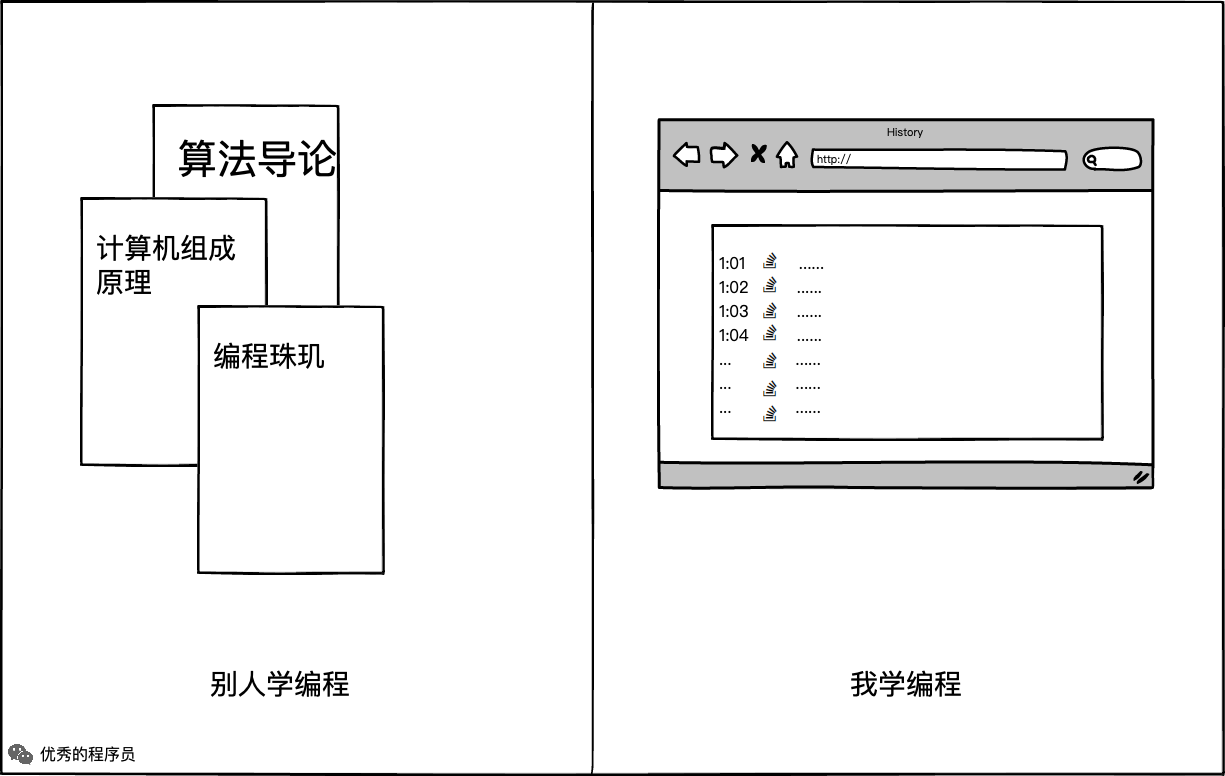 算法导论
计算机组成
原理
编程珠玑
别人学编程
优秀的程序员
History
http://
1:01 ......
1:02 ......
1:03 ......
1:04 ......
... ......
... ......
... ......
我学编程